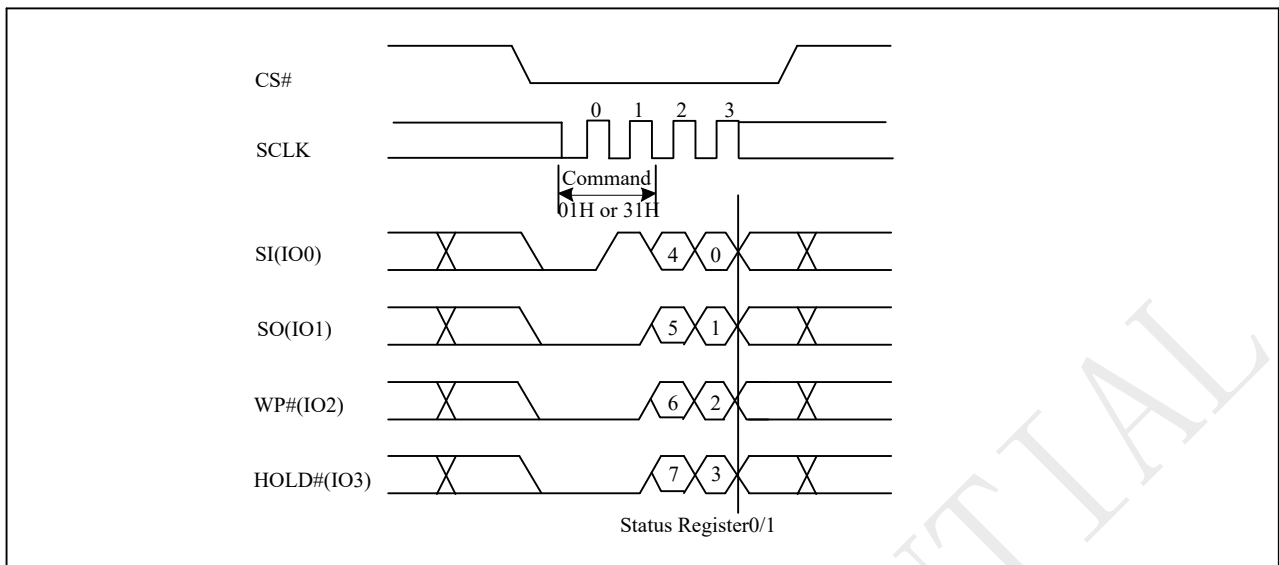 CS#
0 1 2 3
SCLK
Command
01H or 31H
SI(IO0) 4 0
SO(IO1) 5 1
WP#(IO2) 6 2
HOLD#(IO3) 7 3
Status Register0/1
NTIAL